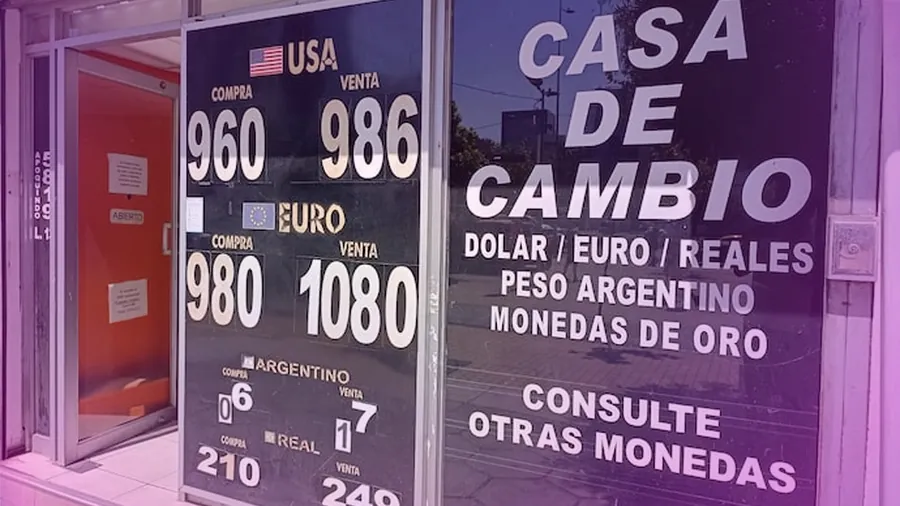 USA
COMPRA VENTA
960 986
EURO
COMPRA VENTA
980 1080
ARGENTINO
COMPRA VENTA
06 17
REAL
COMPRA VENTA
210 249
ABIERTO
CASA
DE
CAMBIO
DOLAR / EURO / REALES
PESO ARGENTINO
MONEDAS DE ORO
CONSULTE
OTRAS MONEDAS